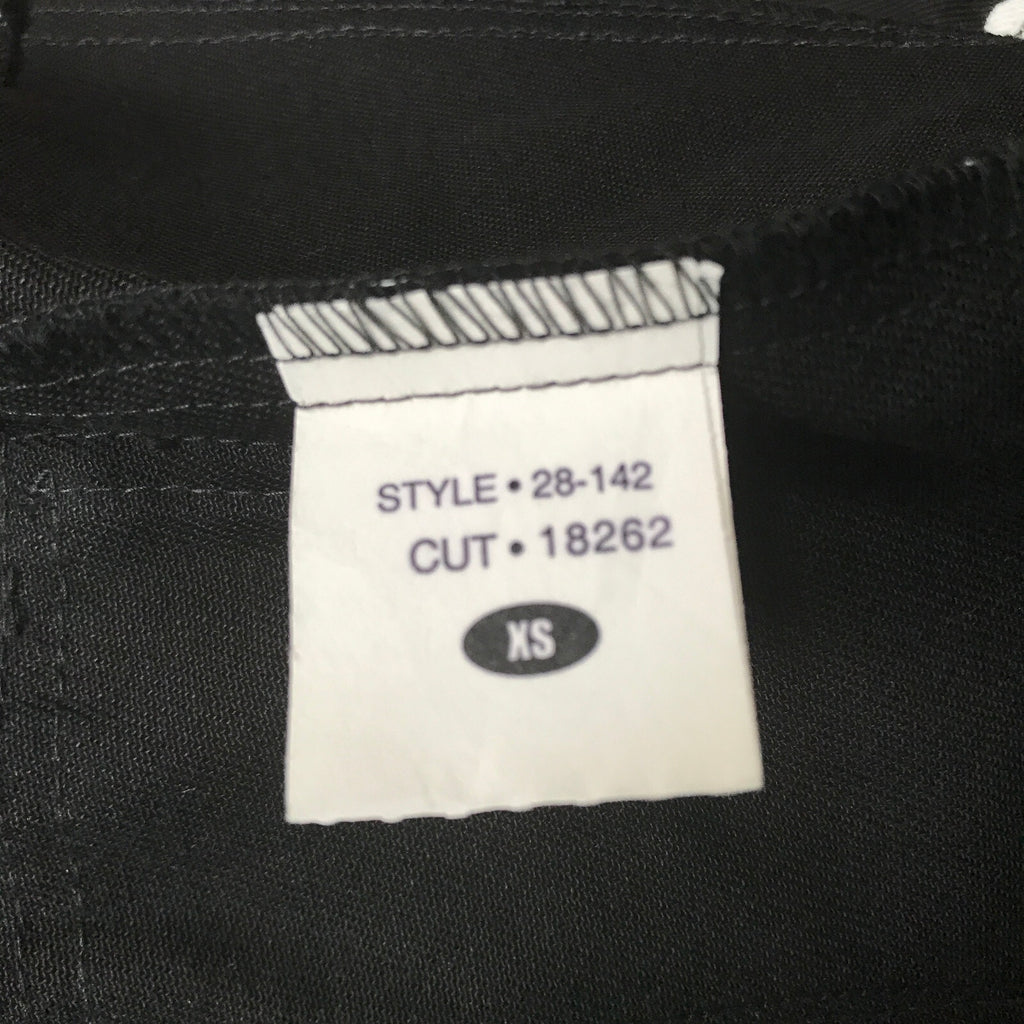 STYLE • 28-142
CUT • 18262
XS